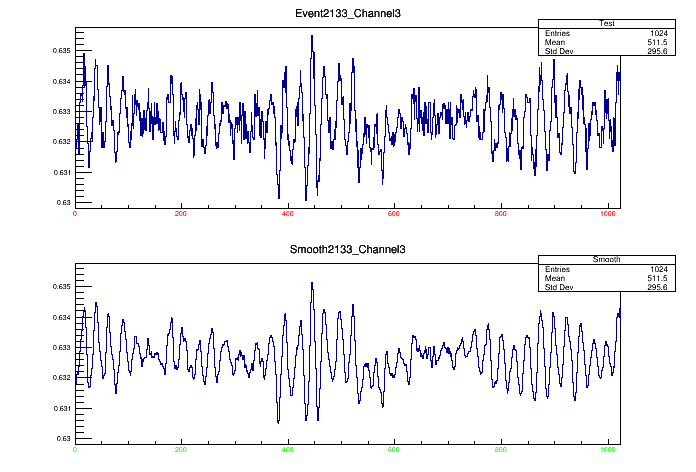 Event2133_Channel3
Test
Entries 1024
Mean 511.5
Std Dev 295.6
0.635
0.634
0.633
0.632
0.631
0.63
0 200 400 600 800 1000
Smooth2133_Channel3
Smooth
Entries 1024
Mean 511.5
Std Dev 295.6
0.635
0.634
0.633
0.632
0.631
0.63
0 200 400 600 800 1000